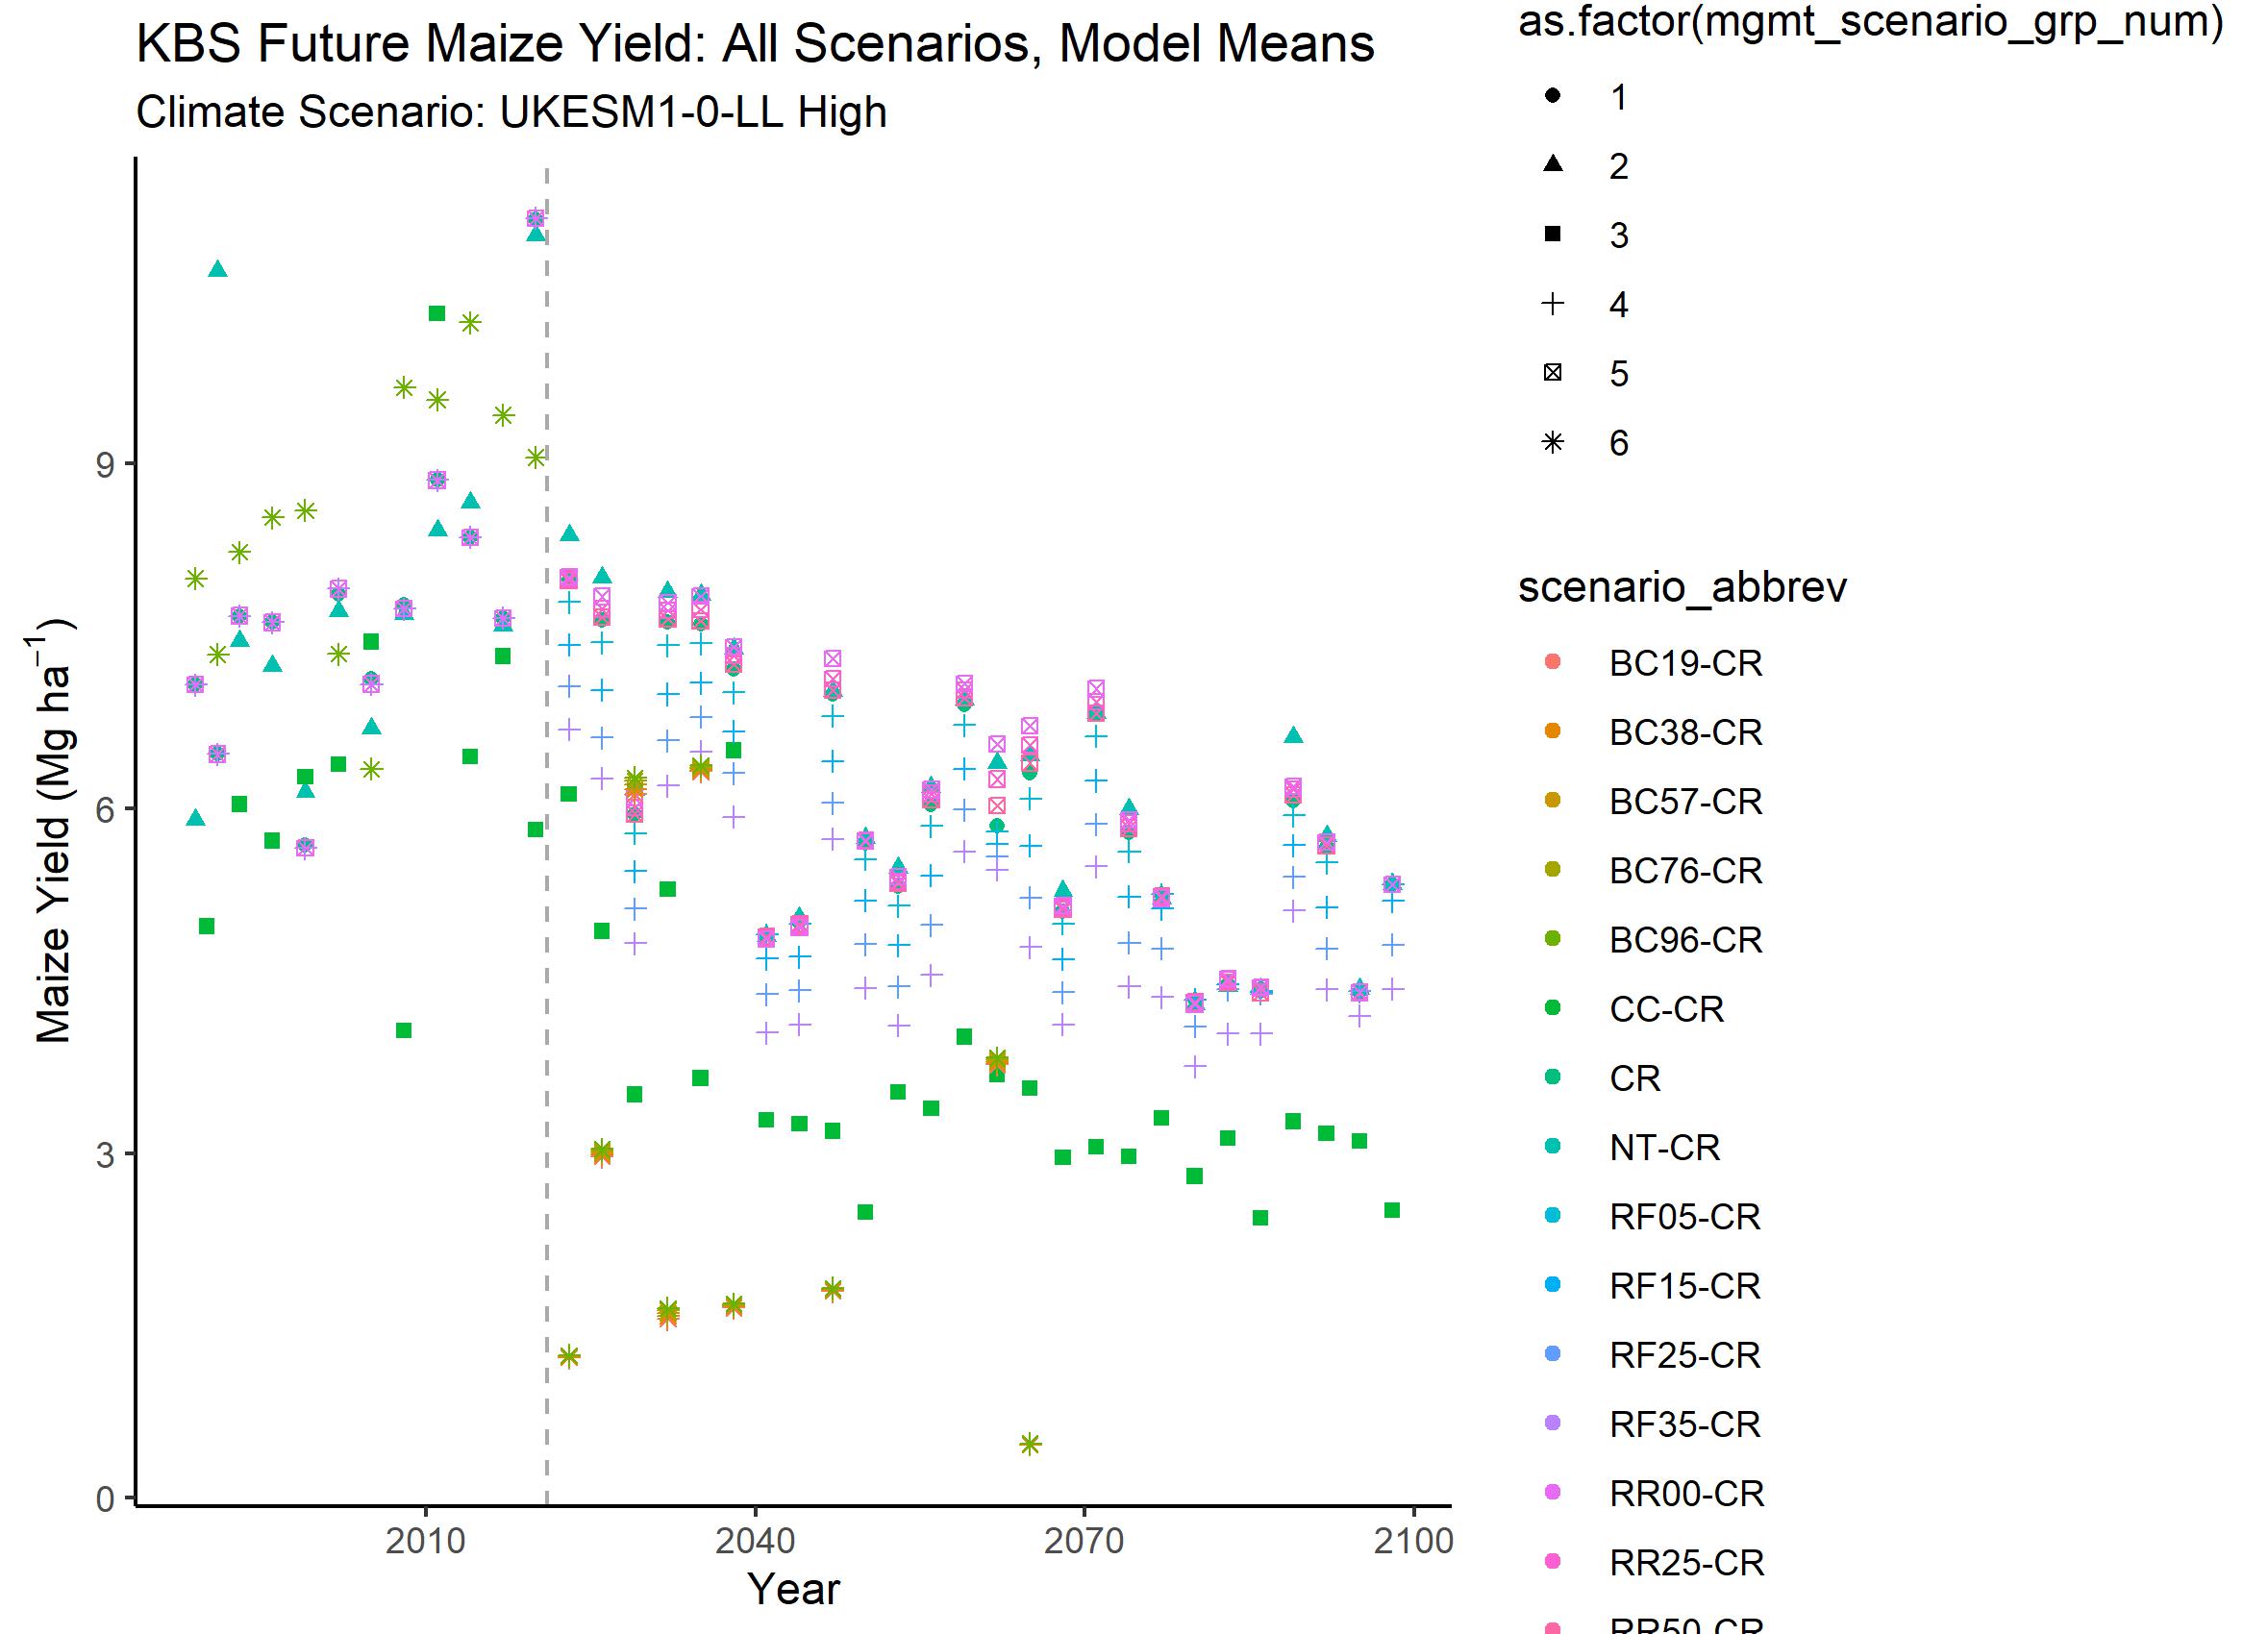 KBS Future Maize Yield: All Scenarios, Model Means
Climate Scenario: UKESM1-0-LL High
Maize Yield (Mg ha⁻¹)
9
6
3
0
2010
2040
2070
2100
Year
as.factor(mgmt_scenario_grp_num)
1
2
3
4
5
6
scenario_abbrev
BC19-CR
BC38-CR
BC57-CR
BC76-CR
BC96-CR
CC-CR
CR
NT-CR
RF05-CR
RF15-CR
RF25-CR
RF35-CR
RR00-CR
RR25-CR
RR50-CR